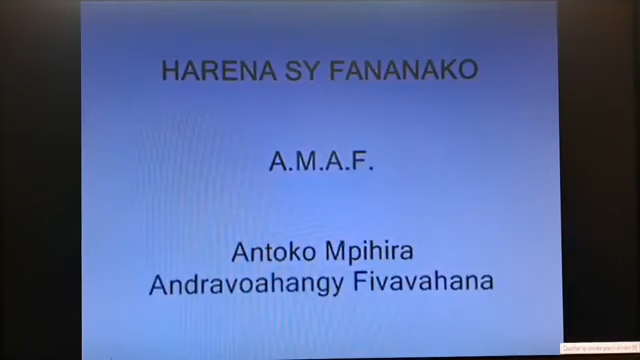 HARENA SY FANANAKO
A.M.A.F.
Antoko Mpihira
Andravoahangy Fivavahana